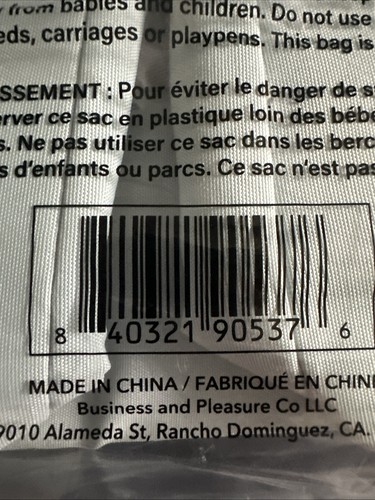 from babies and children. Do not use
eds, carriages or playpens. This bag is
SSEMENT : Pour éviter le danger de s
erver ce sac en plastique loin des bébe
s. Ne pas utiliser ce sac dans les berc
s d'enfants ou parcs. Ce sac n'est pas
8 40321 90537 6
MADE IN CHINA / FABRIQUÉ EN CHIN
Business and Pleasure Co LLC
9010 Alameda St, Rancho Dominguez, CA.